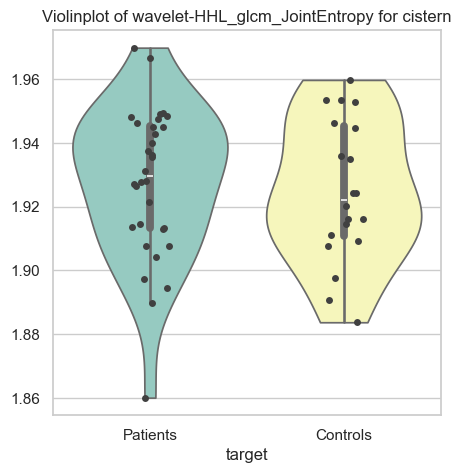 Violinplot of wavelet-HHL_glcm_JointEntropy for cistern
1.96
1.94
1.92
1.90
1.88
1.86
Patients Controls
target